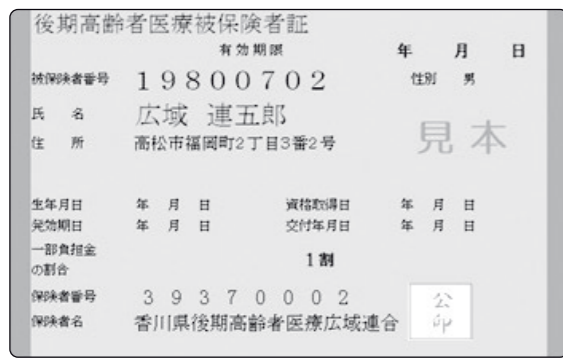 後期高齢者医療被保険者証
有効期限 年 月 日
被保険者番号 19800702 性別 男
氏 名 広域 連五郎
住 所 高松市福岡町2丁目3番2号
見本
生年月日 年 月 日 資格取得日 年 月 日
発効期日 年 月 日 交付年月日 年 月 日
一部負担金
の割合 1割
保険者番号 39370002
保険者名 香川県後期高齢者医療広域連合
公印